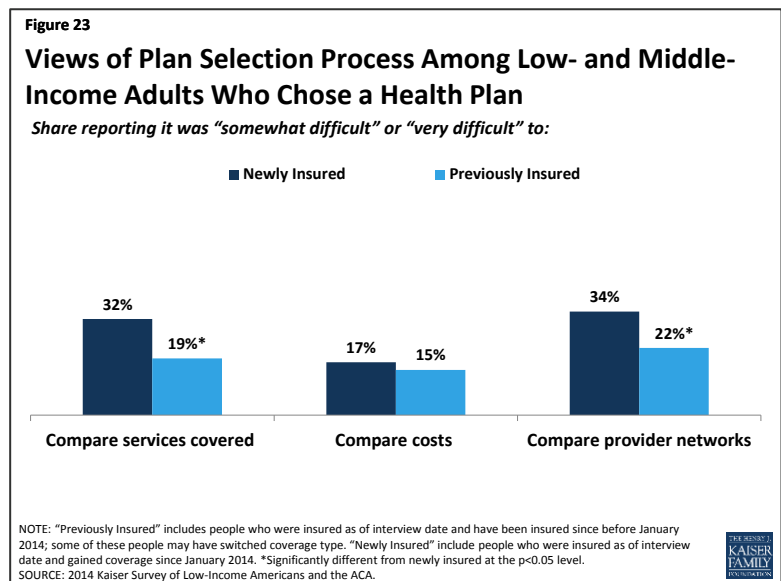 Figure 23
Views of Plan Selection Process Among Low- and Middle-
Income Adults Who Chose a Health Plan
Share reporting it was “somewhat difficult” or “very difficult” to:
Newly Insured
Previously Insured
32%
19%*
17%
15%
34%
22%*
Compare services covered
Compare costs
Compare provider networks
NOTE: “Previously Insured” includes people who were insured as of interview date and have been insured since before January
2014; some of these people may have switched coverage type. “Newly Insured” include people who were insured as of interview
date and gained coverage since January 2014. *Significantly different from newly insured at the p<0.05 level.
SOURCE: 2014 Kaiser Survey of Low-Income Americans and the ACA.
THE HENRY J.
KAISER
FAMILY
FOUNDATION